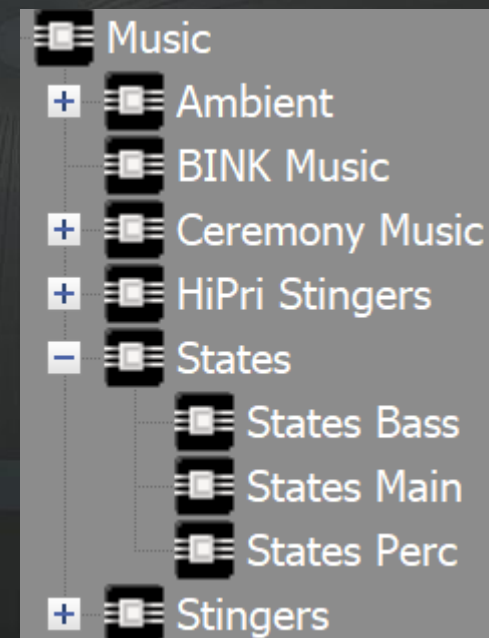 Music
Ambient
BINK Music
Ceremony Music
HiPri Stingers
States
States Bass
States Main
States Perc
Stingers